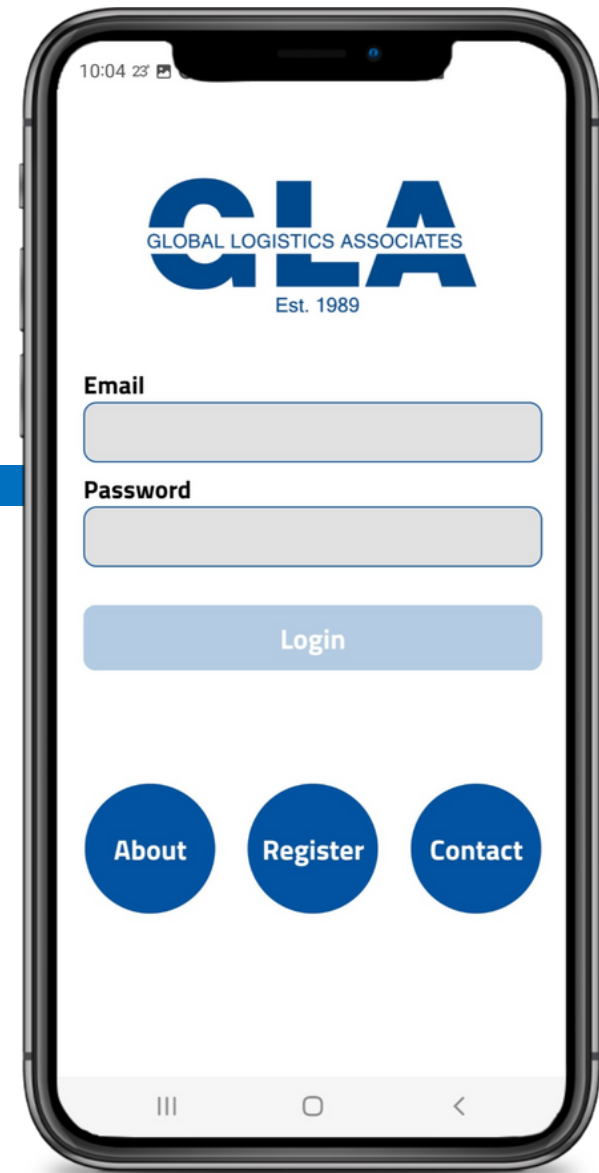 10:04 23°
GLA
GLOBAL LOGISTICS ASSOCIATES
Est. 1989
Email
Password
Login
About Register Contact